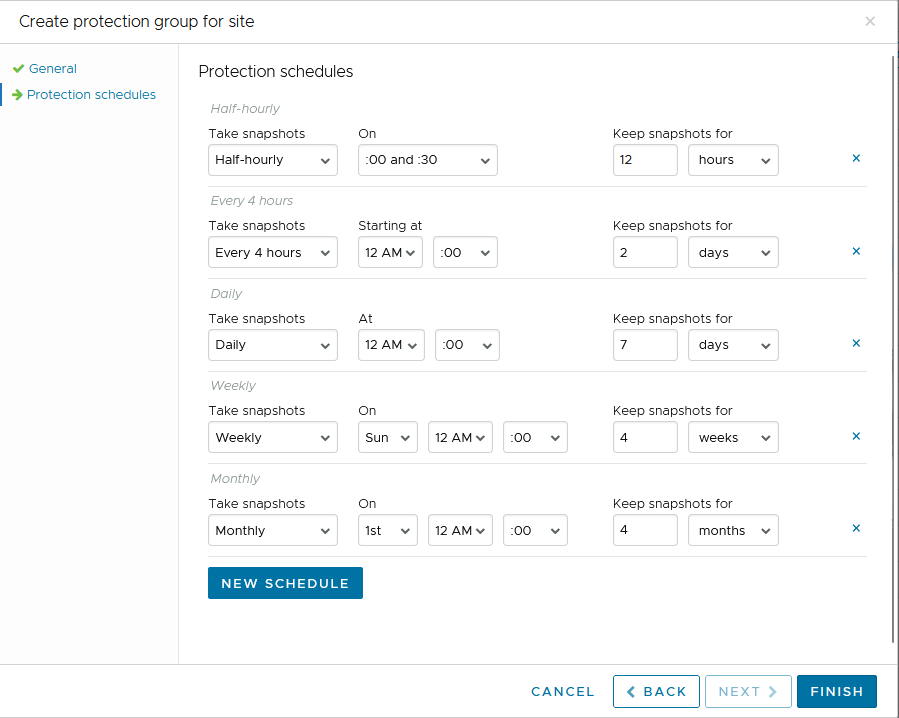 Create protection group for site
×
General
Protection schedules
Protection schedules
Half-hourly
Take snapshots On Keep snapshots for
Half-hourly :00 and :30 12 hours ×
Every 4 hours
Take snapshots Starting at Keep snapshots for
Every 4 hours 12 AM :00 2 days ×
Daily
Take snapshots At Keep snapshots for
Daily 12 AM :00 7 days ×
Weekly
Take snapshots On Keep snapshots for
Weekly Sun 12 AM :00 4 weeks ×
Monthly
Take snapshots On Keep snapshots for
Monthly 1st 12 AM :00 4 months ×
NEW SCHEDULE
CANCEL BACK NEXT FINISH